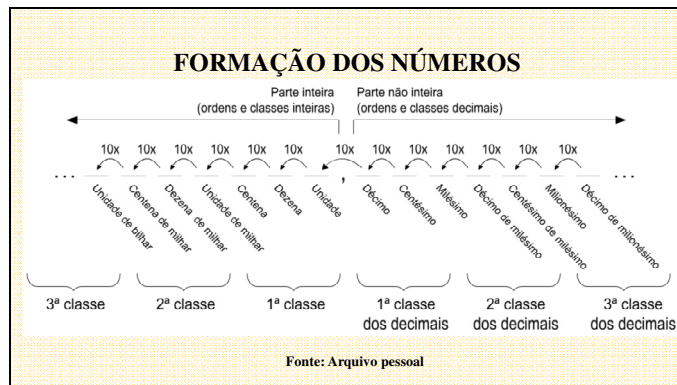 FORMAÇÃO DOS NÚMEROS
Parte inteira
(ordens e classes inteiras)
Parte não inteira
(ordens e classes decimais)
10x 10x 10x 10x 10x 10x 10x 10x 10x 10x 10x 10x 10x
... , ...
Unidade de bilhar
Centena de milhar
Dezena de milhar
Unidade de milhar
Centena
Dezena
Unidade
Décimo
Centésimo
Milésimo
Décimo de milésimo
Centésimo de milésimo
Milionésimo
Décimo de milionésimo
3ª classe
2ª classe
1ª classe
1ª classe
dos decimais
2ª classe
dos decimais
3ª classe
dos decimais
Fonte: Arquivo pessoal